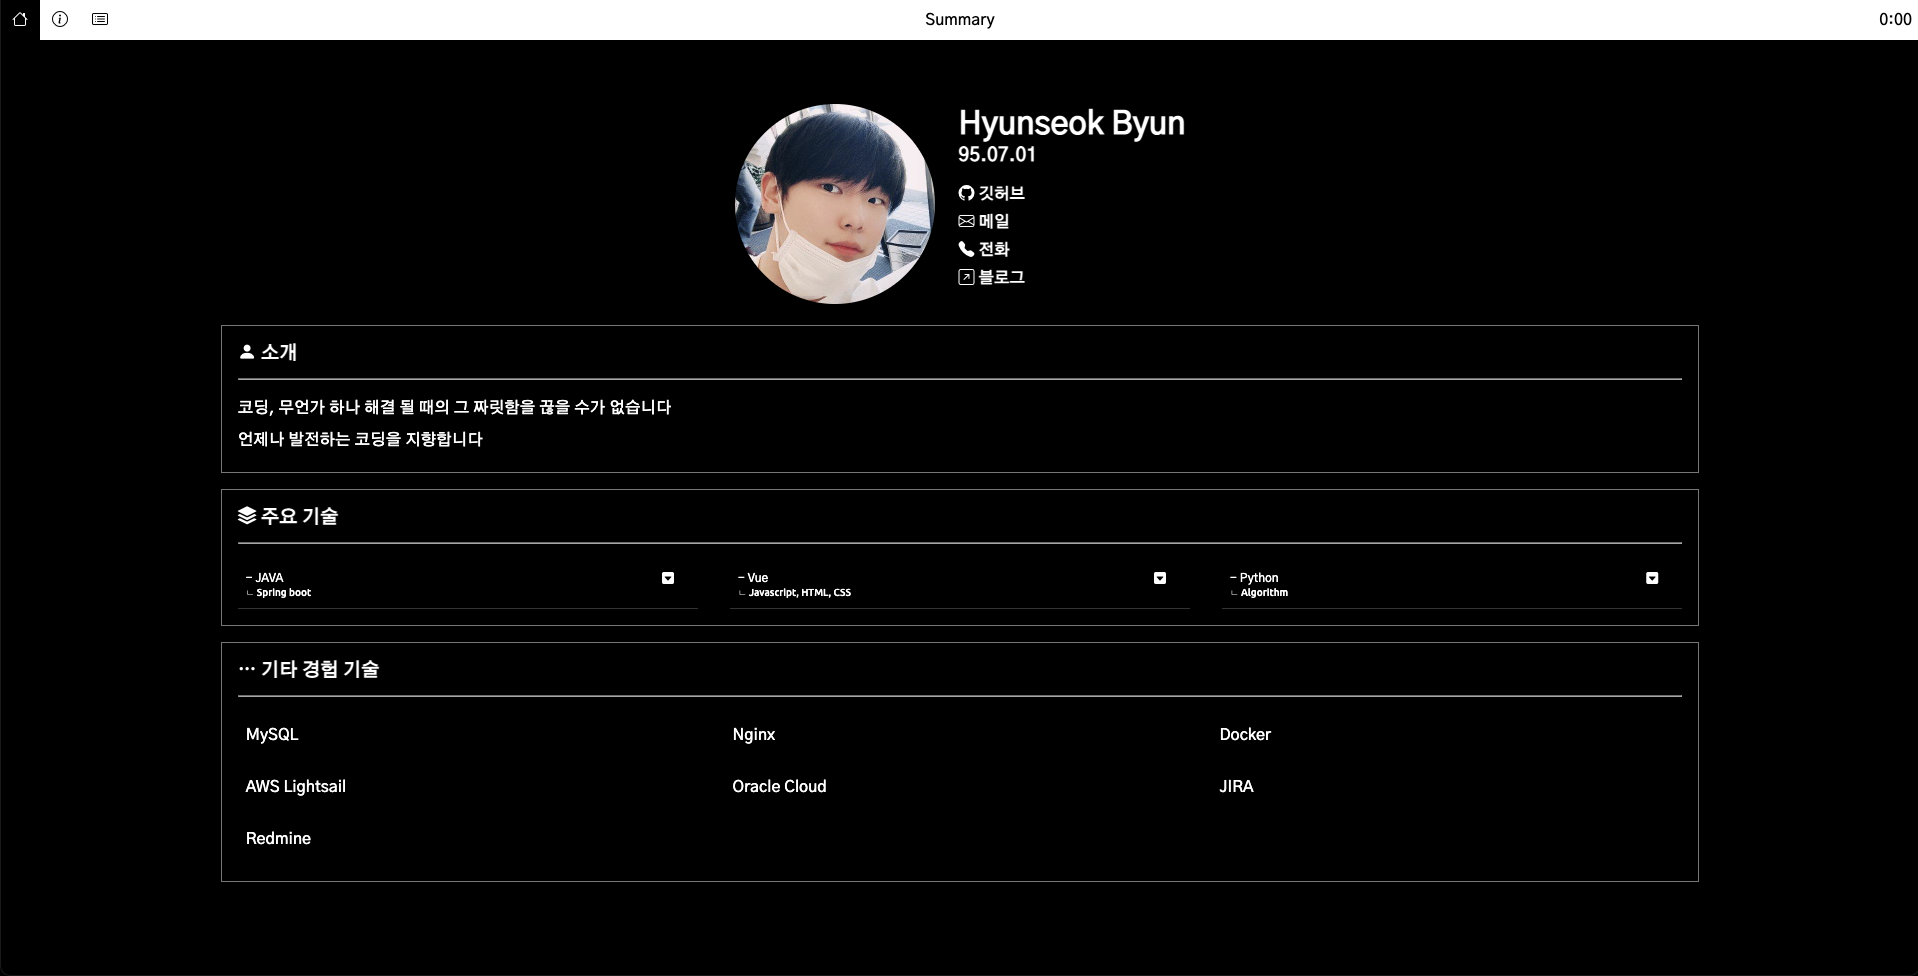 Summary
0:00
Hyunseok Byun
95.07.01
깃허브
메일
전화
블로그
소개
코딩, 무언가 하나 해결 될 때의 그 짜릿함을 끊을 수가 없습니다
언제나 발전하는 코딩을 지향합니다
주요 기술
- JAVA
ㄴ Spring boot
- Vue
ㄴ Javascript, HTML, CSS
- Python
ㄴ Algorithm
··· 기타 경험 기술
MySQL
Nginx
Docker
AWS Lightsail
Oracle Cloud
JIRA
Redmine